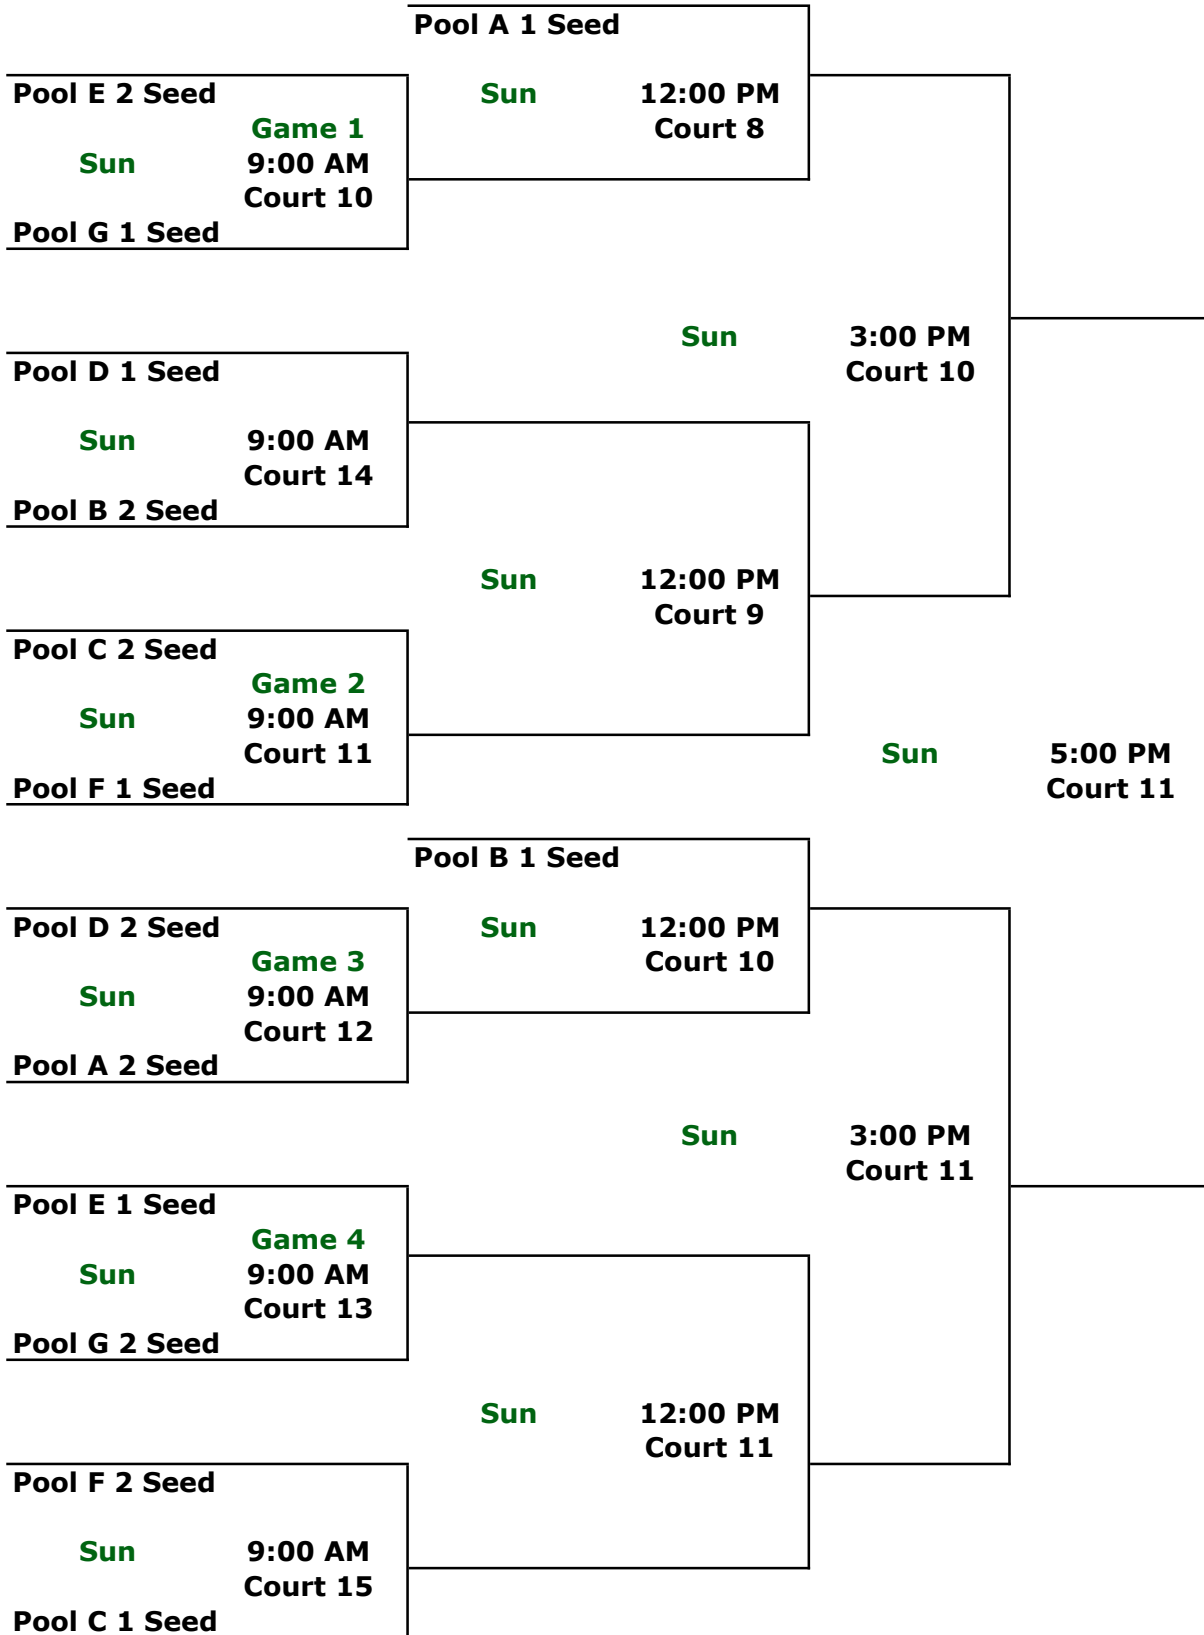 Pool A 1 Seed
Pool E 2 Seed Sun 12:00 PM
Game 1 Court 8
Sun 9:00 AM
Court 10
Pool G 1 Seed
Sun 3:00 PM
Pool D 1 Seed Court 10
Sun 9:00 AM
Court 14
Pool B 2 Seed
Sun 12:00 PM
Court 9
Pool C 2 Seed
Game 2
Sun 9:00 AM
Court 11 Sun 5:00 PM
Pool F 1 Seed Court 11
Pool B 1 Seed
Pool D 2 Seed Sun 12:00 PM
Game 3 Court 10
Sun 9:00 AM
Court 12
Pool A 2 Seed
Sun 3:00 PM
Court 11
Pool E 1 Seed
Game 4
Sun 9:00 AM
Court 13
Pool G 2 Seed
Sun 12:00 PM
Court 11
Pool F 2 Seed
Sun 9:00 AM
Court 15
Pool C 1 Seed